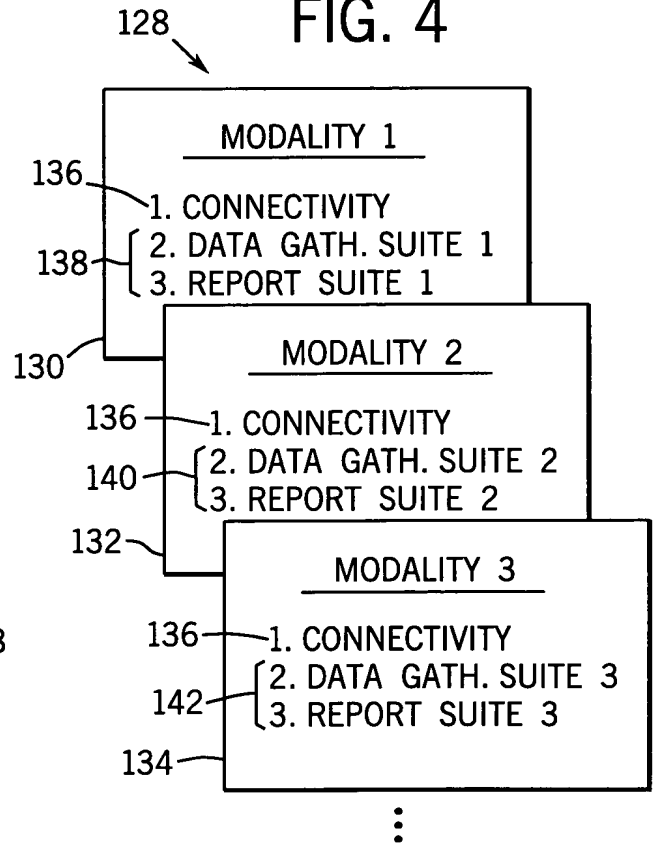 FIG. 4
128
MODALITY 1
136
1. CONNECTIVITY
138
2. DATA GATH. SUITE 1
3. REPORT SUITE 1
130
MODALITY 2
136
1. CONNECTIVITY
140
2. DATA GATH. SUITE 2
3. REPORT SUITE 2
132
MODALITY 3
136
1. CONNECTIVITY
142
2. DATA GATH. SUITE 3
3. REPORT SUITE 3
134